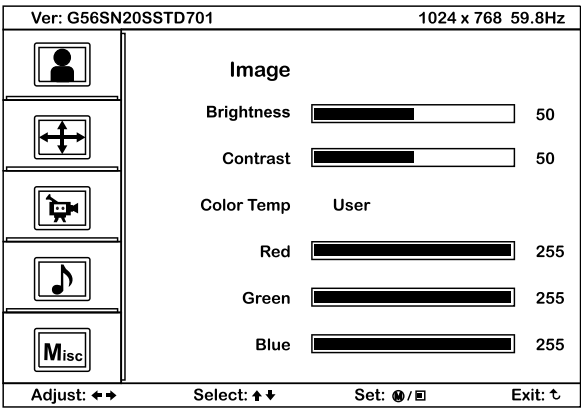 Ver: G56SN20SSTD701 1024 x 768 59.8Hz
Image
Brightness 50
Contrast 50
Color Temp User
Red 255
Green 255
Blue 255
Misc
Adjust: ←→ Select: ↑↓ Set: M/ Exit: